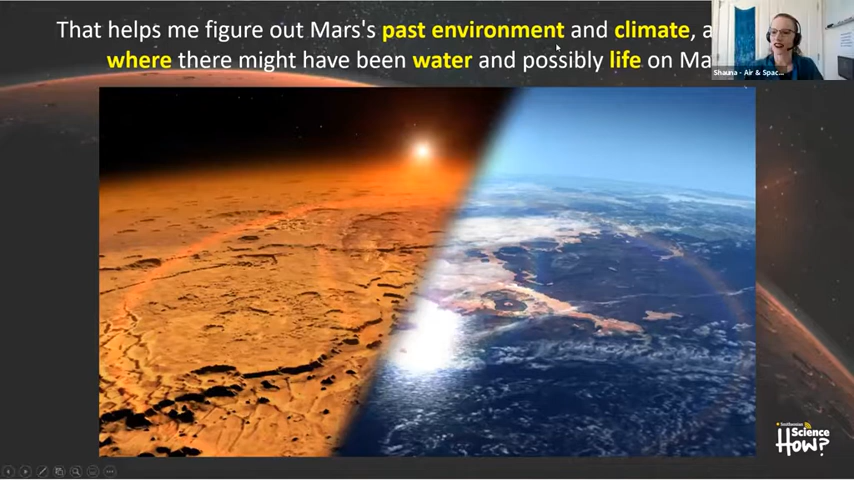 That helps me figure out Mars's past environment and climate, a
where there might have been water and possibly life on Ma
Shauna - Air & Spac...
Smithsonian
Science
HOW?